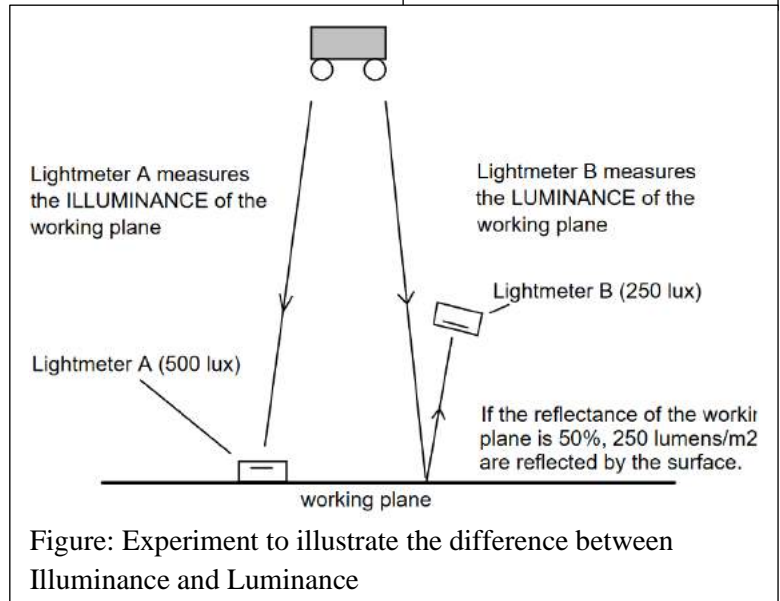 Lightmeter A measures
the ILLUMINANCE of the
working plane
Lightmeter B measures
the LUMINANCE of the
working plane
Lightmeter B (250 lux)
Lightmeter A (500 lux)
If the reflectance of the
plane is 50%, 250 lumens/m2
are reflected by the surface.
working plane
Figure: Experiment to illustrate the difference between
Illuminance and Luminance